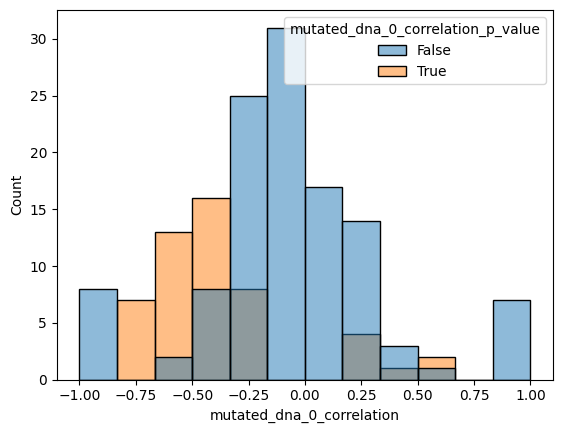 mutated_dna_0_correlation_p_value
False
True
Count
30
25
20
15
10
5
0
−1.00 −0.75 −0.50 −0.25 0.00 0.25 0.50 0.75 1.00
mutated_dna_0_correlation